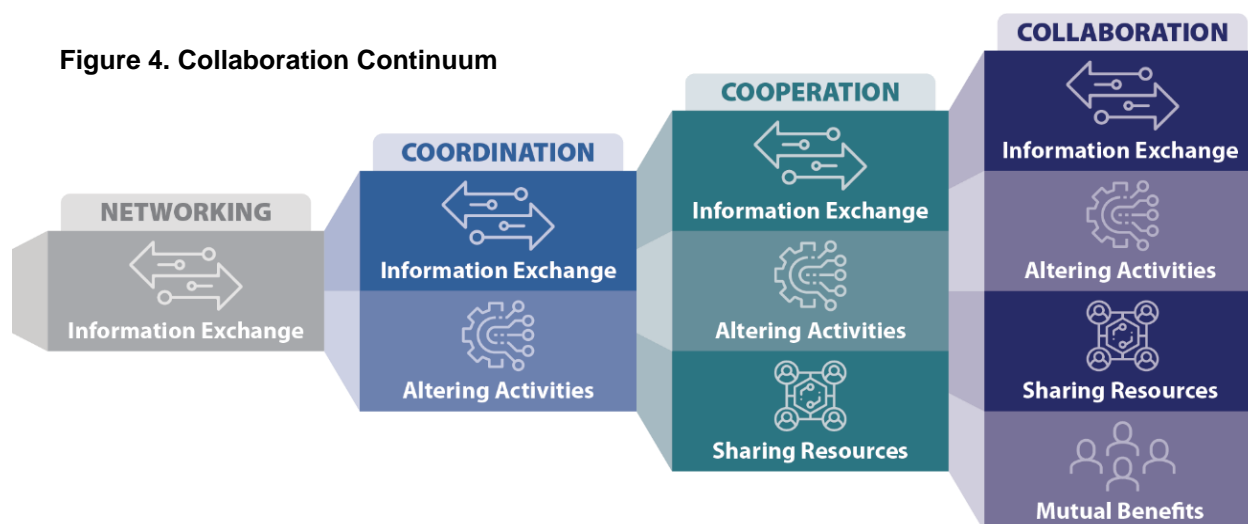 Figure 4. Collaboration Continuum
NETWORKING
Information Exchange
COORDINATION
Information Exchange
Altering Activities
COOPERATION
Information Exchange
Altering Activities
Sharing Resources
COLLABORATION
Information Exchange
Altering Activities
Sharing Resources
Mutual Benefits